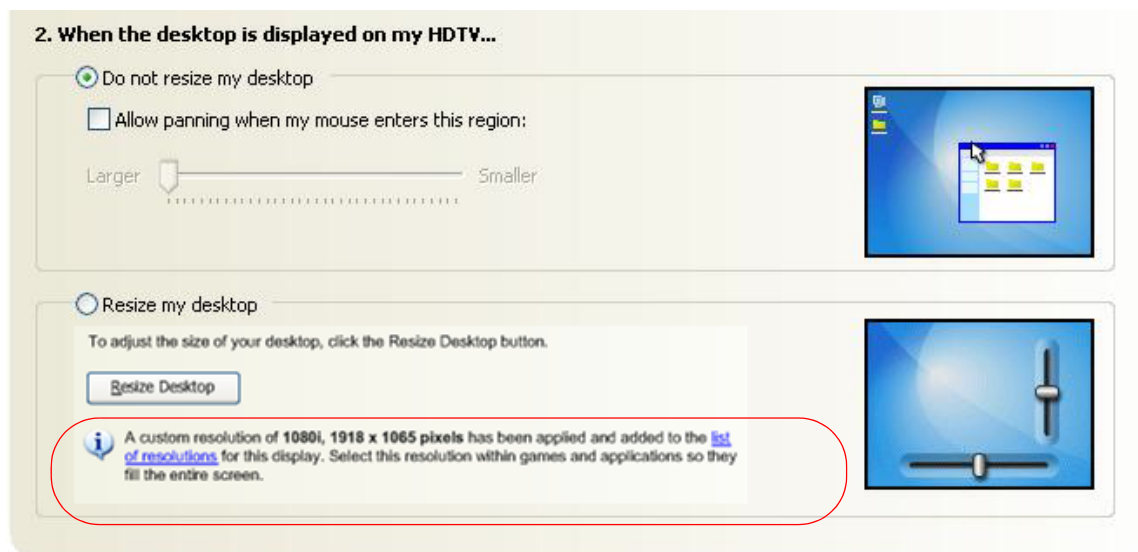 2. When the desktop is displayed on my HDTV...
Do not resize my desktop
Allow panning when my mouse enters this region:
Larger Smaller
Resize my desktop
To adjust the size of your desktop, click the Resize Desktop button.
Resize Desktop
A custom resolution of 1080i, 1918 x 1065 pixels has been applied and added to the list
of resolutions for this display. Select this resolution within games and applications so they
fill the entire screen.